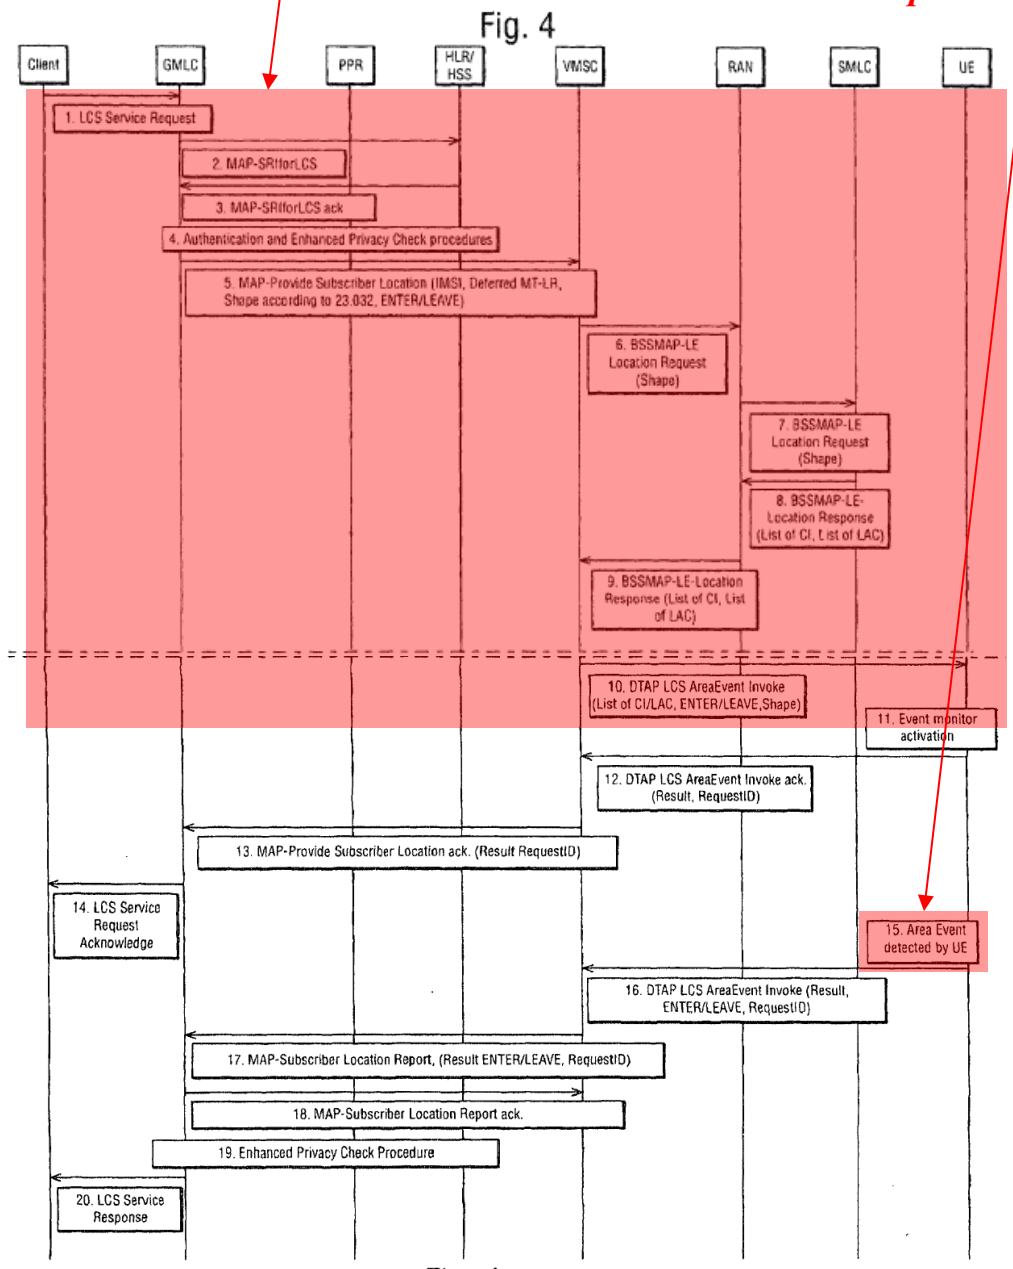 Fig. 4
Client
GMLC
PPR
HLR/
HSS
VMSC
RAN
SMLC
UE
1. LCS Service Request
2. MAP-SRIforLCS
3. MAP-SRIforLCS ack
4. Authentication and Enhanced Privacy Check procedures
5. MAP-Provide Subscriber Location (IMSI, Deferred MT-LR,
Shape according to 23.032, ENTER/LEAVE)
6. BSSMAP-LE
Location Request
(Shape)
7. BSSMAP-LE
Location Request
(Shape)
8. BSSMAP-LE-
Location Response
(List of CI, List of LAC)
9. BSSMAP-LE-Location
Response (List of CI, List
of LAC)
10. DTAP LCS AreaEvent Invoke
(List of CI/LAC, ENTER/LEAVE,Shape)
11. Event monitor
activation
12. DTAP LCS AreaEvent Invoke ack.
(Result, RequestID)
13. MAP-Provide Subscriber Location ack. (Result RequestID)
14. LCS Service
Request
Acknowledge
15. Area Event
detected by UE
16. DTAP LCS AreaEvent Invoke (Result,
ENTER/LEAVE, RequestID)
17. MAP-Subscriber Location Report, (Result ENTER/LEAVE, RequestID)
18. MAP-Subscriber Location Report ack.
19. Enhanced Privacy Check Procedure
20. LCS Service
Response